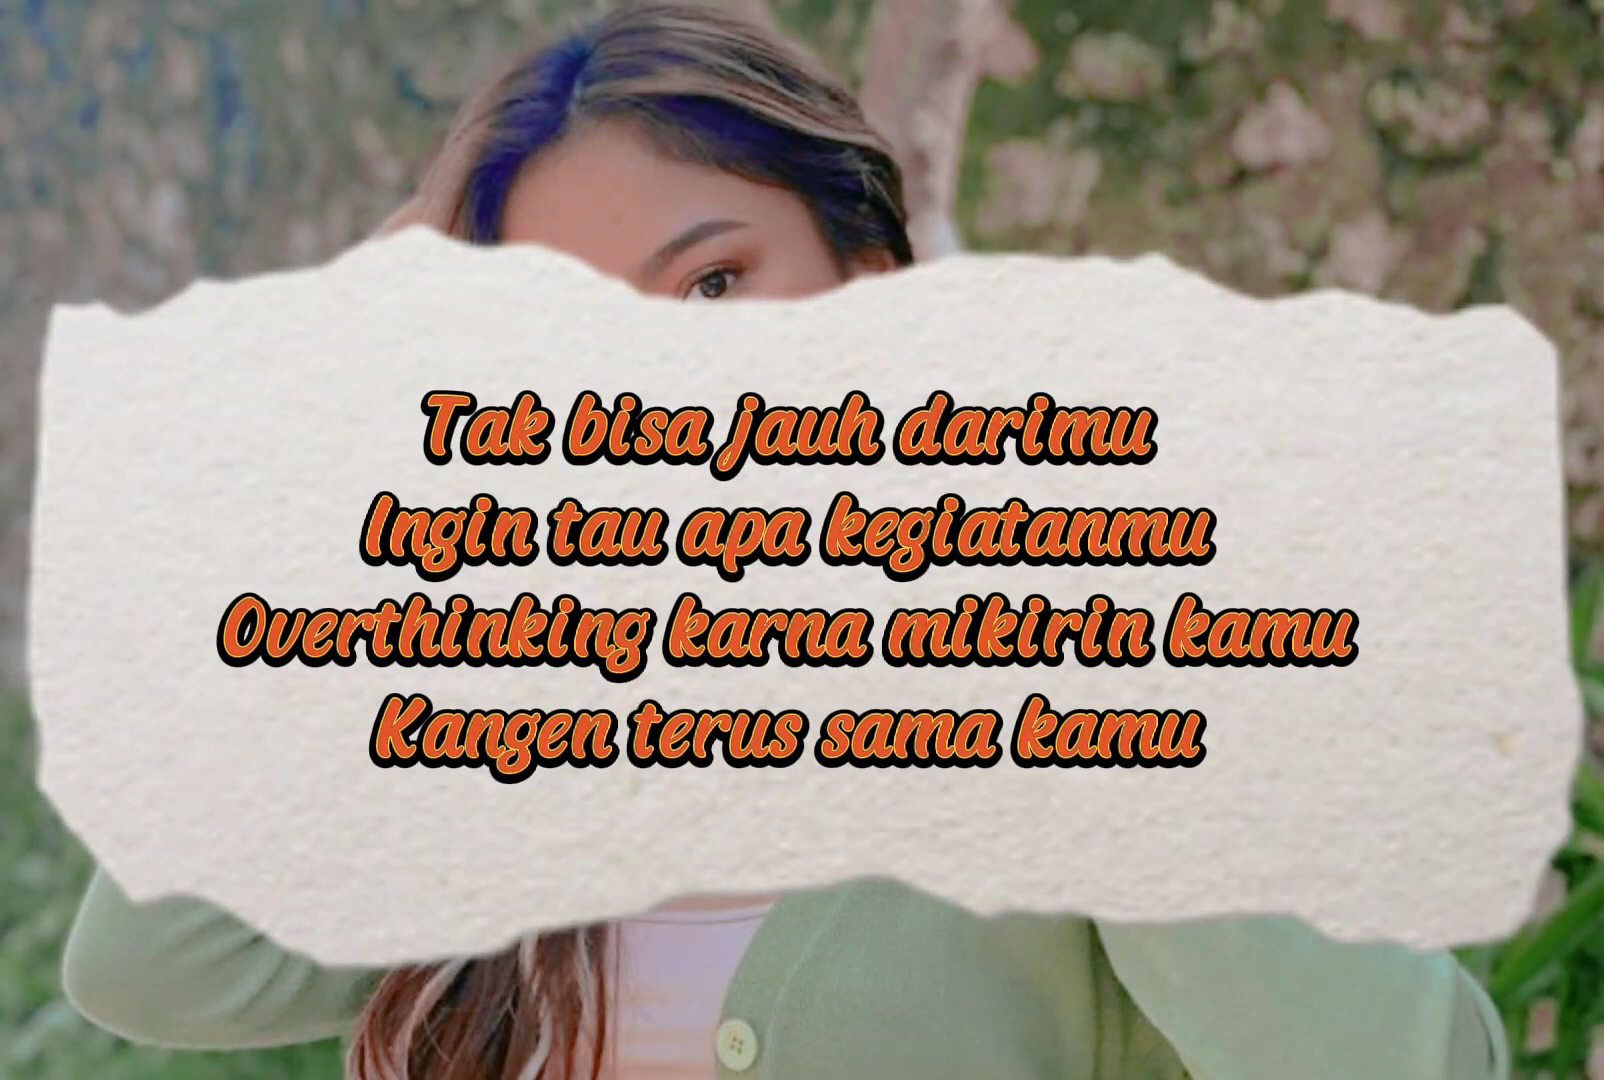 Tak bisa jauh darimu
Ingin tau apa kegiatanmu
Overthinking karna mikirin kamu
Kangen terus sama kamu